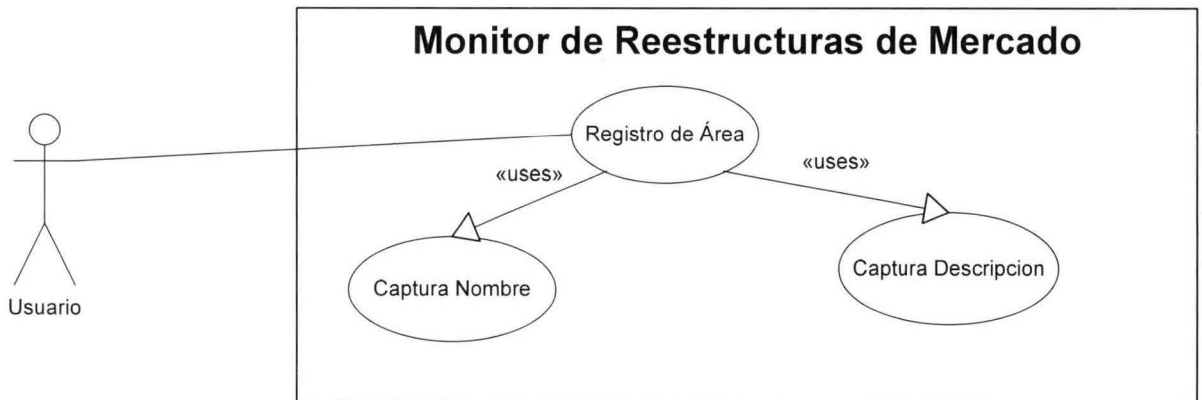 Monitor de Reestructuras de Mercado
Registro de Área
«uses»
«uses»
Captura Nombre
Captura Descripcion
Usuario